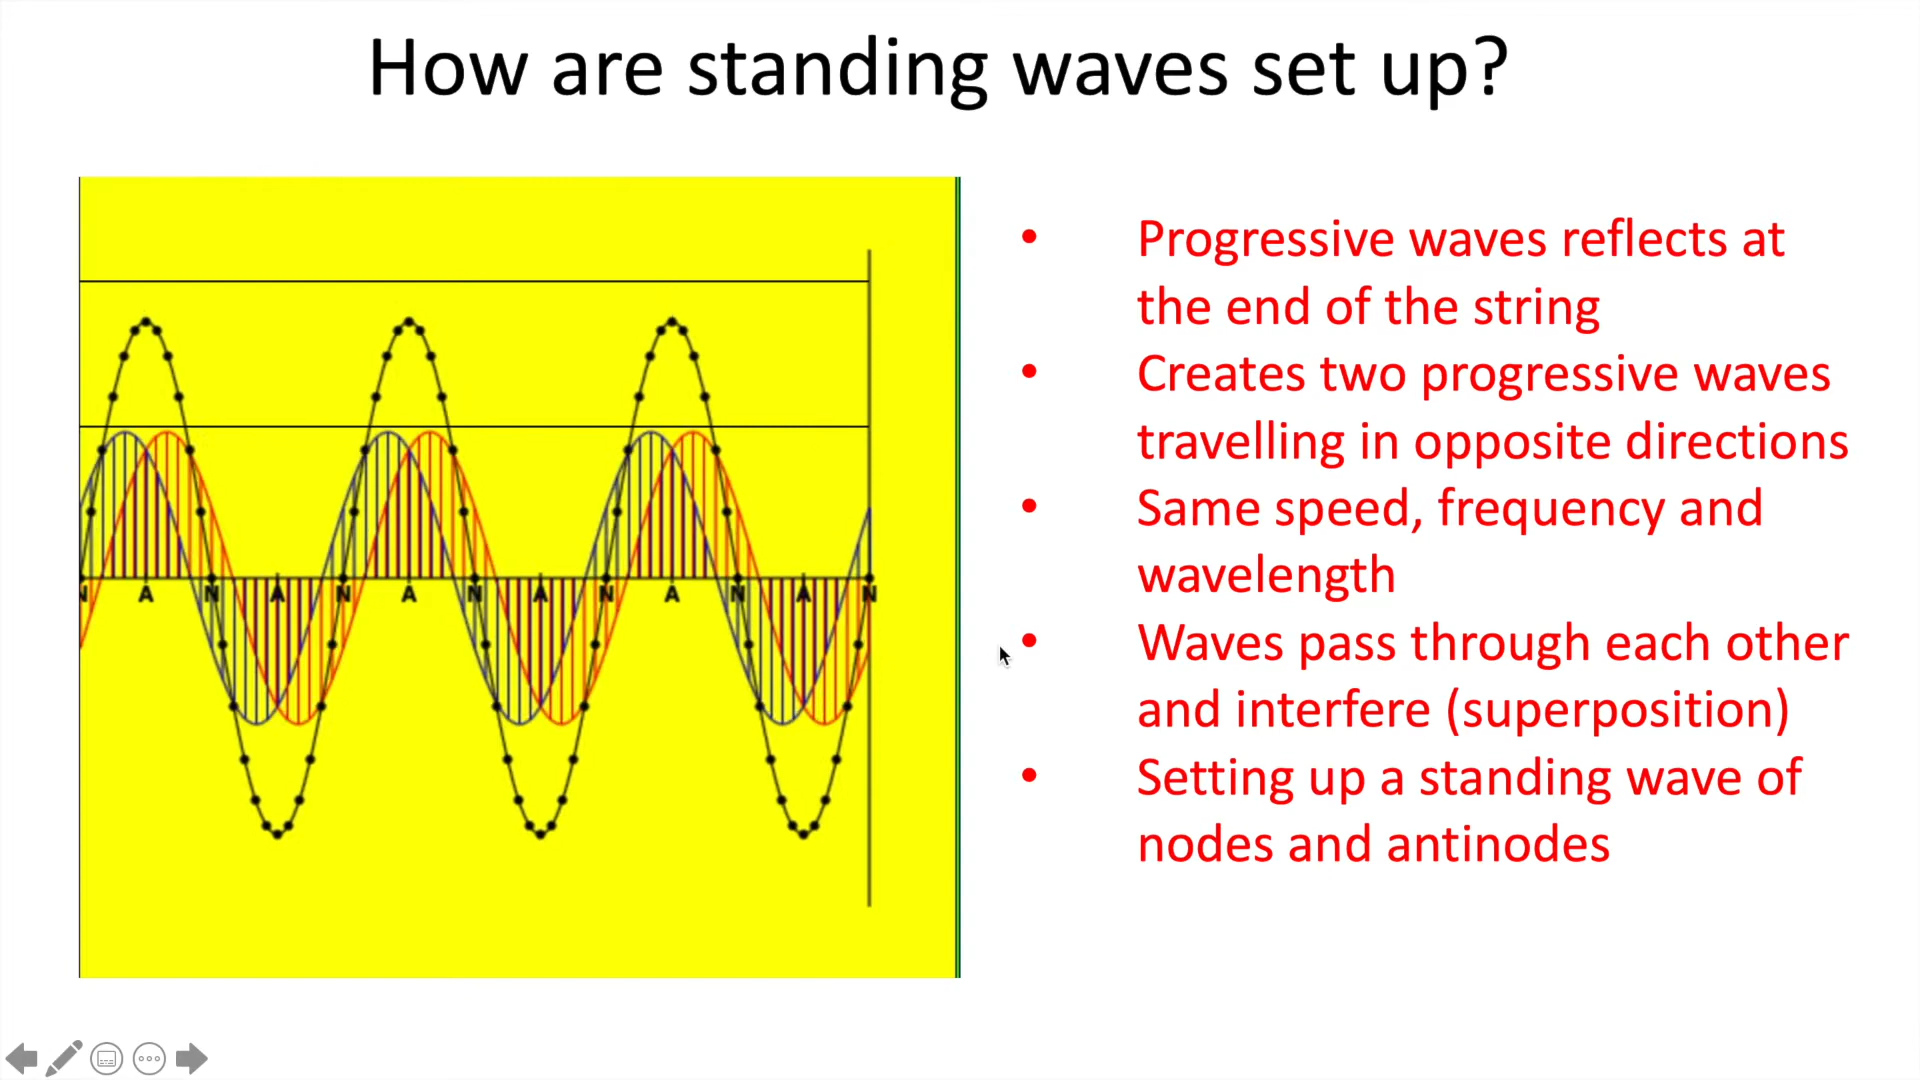 How are standing waves set up?
• Progressive waves reflects at
the end of the string
• Creates two progressive waves
travelling in opposite directions
• Same speed, frequency and
wavelength
• Waves pass through each other
and interfere (superposition)
• Setting up a standing wave of
nodes and antinodes
N A N A N A N A N A N A N